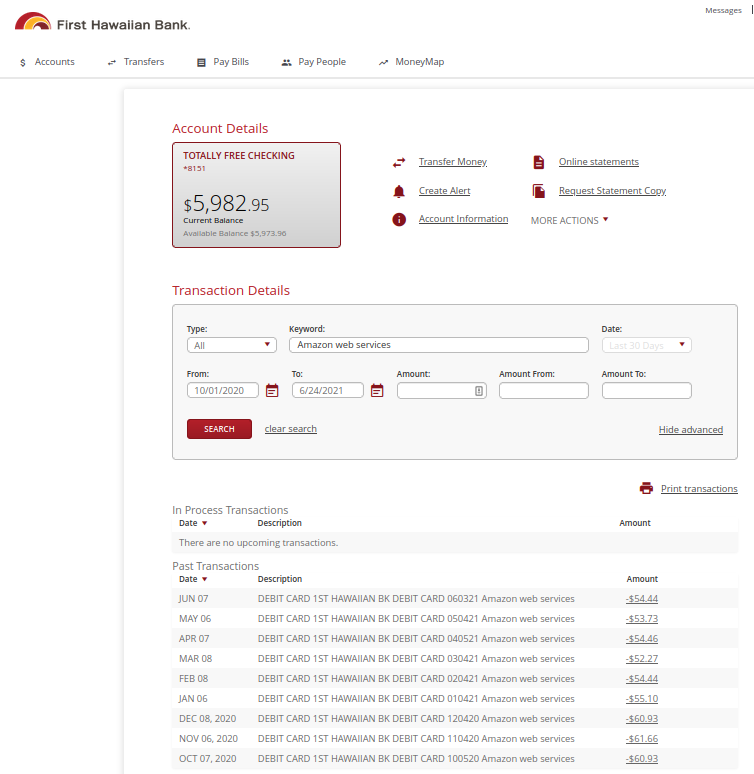 Messages
First Hawaiian Bank.
$ Accounts Transfers Pay Bills Pay People MoneyMap
Account Details
TOTALLY FREE CHECKING
*8151
$5,982.95
Current Balance
Available Balance $5,973.96
Transfer Money Online statements
Create Alert Request Statement Copy
Account Information MORE ACTIONS
Transaction Details
Type: Keyword: Date:
All Amazon web services Last 30 Days
From: To: Amount: Amount From: Amount To:
10/01/2020 6/24/2021
SEARCH clear search Hide advanced
Print transactions
In Process Transactions
Date Description Amount
There are no upcoming transactions.
Past Transactions
Date Description Amount
JUN 07 DEBIT CARD 1ST HAWAIIAN BK DEBIT CARD 060321 Amazon web services -$54.44
MAY 06 DEBIT CARD 1ST HAWAIIAN BK DEBIT CARD 050421 Amazon web services -$53.73
APR 07 DEBIT CARD 1ST HAWAIIAN BK DEBIT CARD 040521 Amazon web services -$54.46
MAR 08 DEBIT CARD 1ST HAWAIIAN BK DEBIT CARD 030421 Amazon web services -$52.27
FEB 08 DEBIT CARD 1ST HAWAIIAN BK DEBIT CARD 020421 Amazon web services -$54.44
JAN 06 DEBIT CARD 1ST HAWAIIAN BK DEBIT CARD 010421 Amazon web services -$55.10
DEC 08, 2020 DEBIT CARD 1ST HAWAIIAN BK DEBIT CARD 120420 Amazon web services -$60.93
NOV 06, 2020 DEBIT CARD 1ST HAWAIIAN BK DEBIT CARD 110420 Amazon web services -$61.66
OCT 07, 2020 DEBIT CARD 1ST HAWAIIAN BK DEBIT CARD 100520 Amazon web services -$60.93